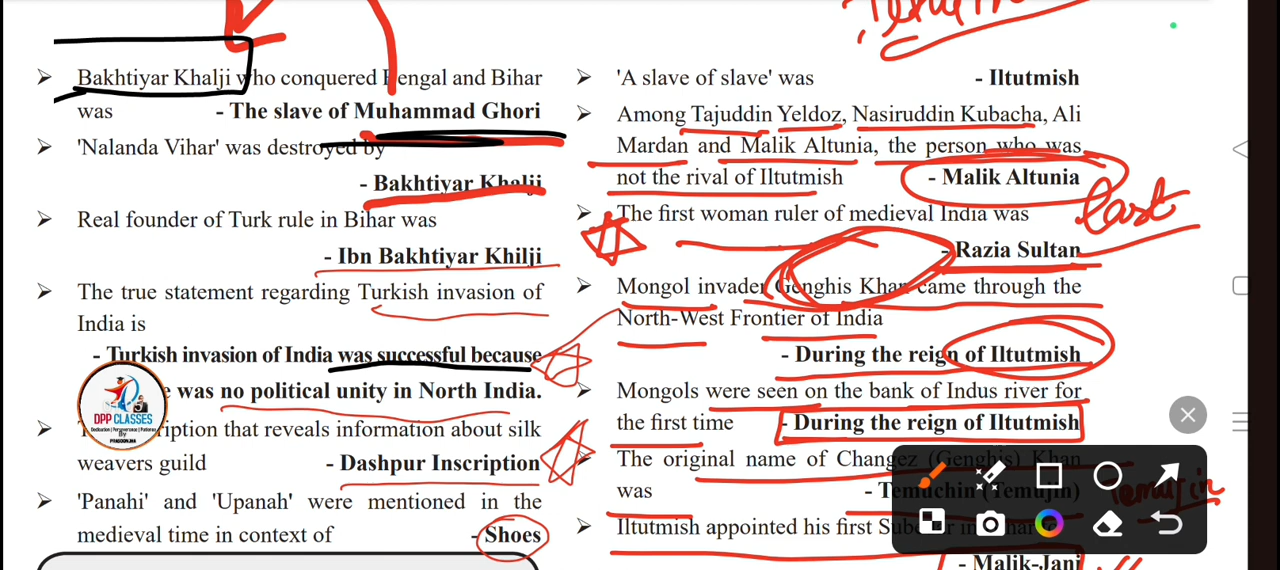 ➢ Bakhtiyar Khalji who conquered Bengal and Bihar
was - The slave of Muhammad Ghori
➢ 'Nalanda Vihar' was destroyed by
- Bakhtiyar Khalji
➢ Real founder of Turk rule in Bihar was
- Ibn Bakhtiyar Khilji
➢ The true statement regarding Turkish invasion of
India is
- Turkish invasion of India was successful because
was no political unity in North India.
➢ that reveals information about silk
weavers guild - Dashpur Inscription
➢ 'Panahi' and 'Upanah' were mentioned in the
medieval time in context of - Shoes
DPP CLASSES
Dedication | Perseverance | Patience
By
➢ 'A slave of slave' was - Iltutmish
➢ Among Tajuddin Yeldoz, Nasiruddin Kubacha, Ali
Mardan and Malik Altunia, the person who was
not the rival of Iltutmish - Malik Altunia
➢ The first woman ruler of medieval India was
- Razia Sultan
Last
➢ Mongol invader Genghis Khan came through the
North-West Frontier of India
- During the reign of Iltutmish
➢ Mongols were seen on the bank of Indus river for
the first time - During the reign of Iltutmish
➢ The original name of Changez (Genghis) Khan
was - Temuchin (Temujin)
Temujin
➢ Iltutmish appointed his first
- Malik-Jani